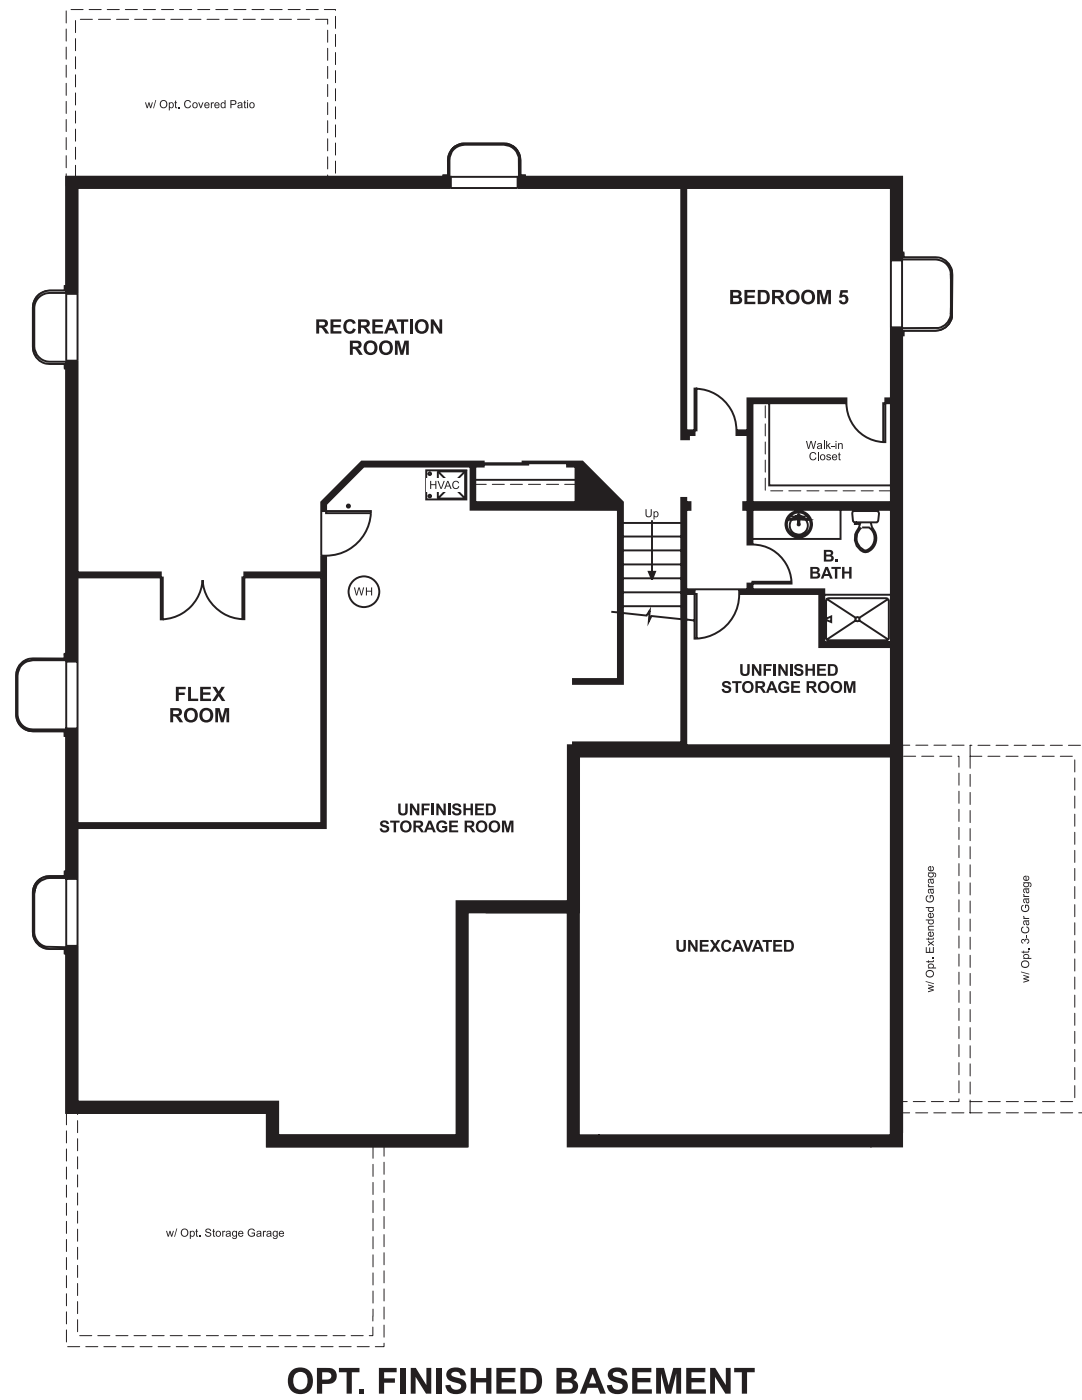 w/ Opt. Covered Patio
BEDROOM 5
RECREATION
ROOM
Walk-in
Closet
HVAC
Up
B.
BATH
WH
UNFINISHED
STORAGE ROOM
FLEX
ROOM
UNFINISHED
STORAGE ROOM
UNEXCAVATED
w/ Opt. Extended Garage
w/ Opt. 3-Car Garage
w/ Opt. Storage Garage
OPT. FINISHED BASEMENT